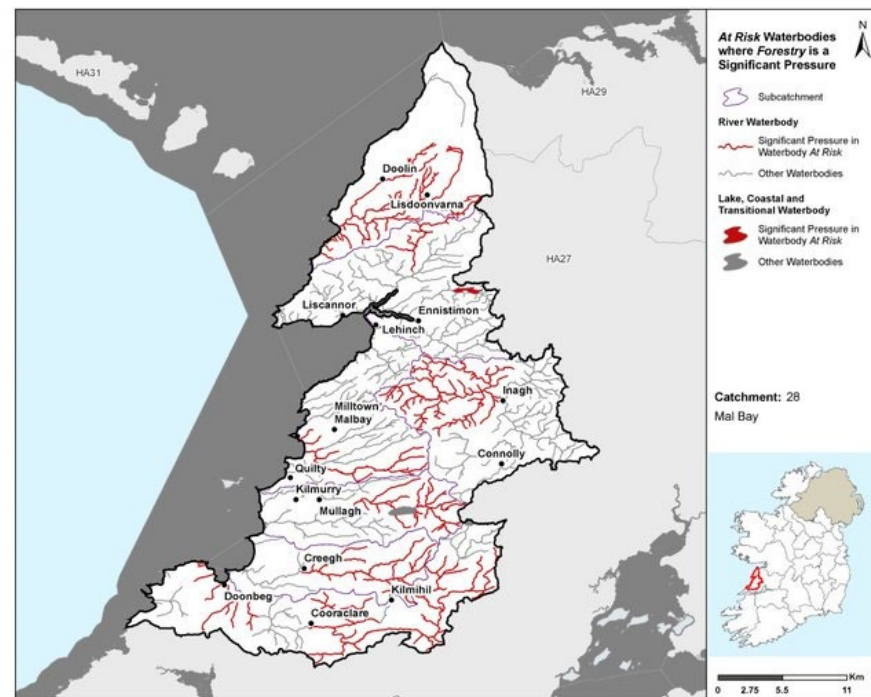 HA31
HA29
HA27
Doolin
Lisdoonvarna
Liscannor
Ennistimon
Lehinch
Inagh
Milltown
Malbay
Connolly
Quilty
Kilmurry
Mullagh
Creegh
Doonbeg
Kilmihil
Cooraclare
N
At Risk Waterbodies
where Forestry is a
Significant Pressure
Subcatchment
River Waterbody
Significant Pressure in
Waterbody At Risk
Other Waterbodies
Lake, Coastal and
Transitional Waterbody
Significant Pressure in
Waterbody At Risk
Other Waterbodies
Catchment: 28
Mal Bay
Km
0 2.75 5.5 11